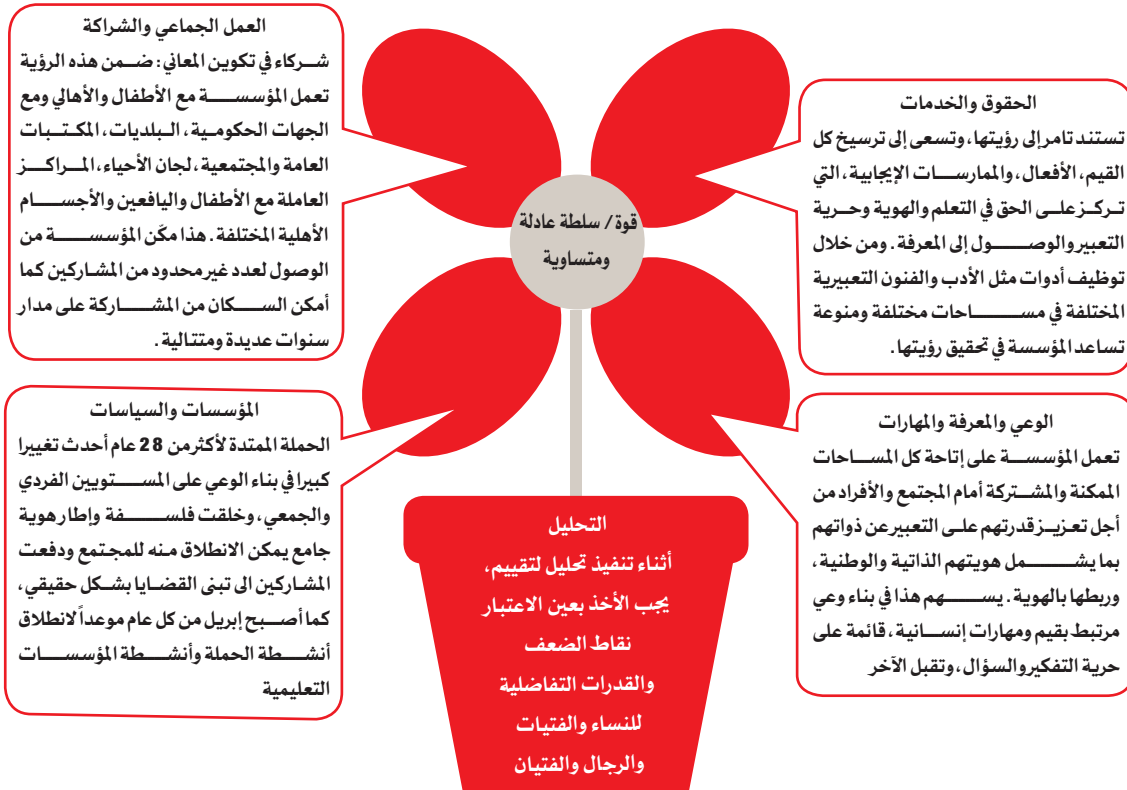 العمل الجماعي والشراكة
شركاء في تكوين المعاني: ضمن هذه الرؤية
تعمل المؤسسة مع الأطفال والأهالي ومع
الجهات الحكومية، البلديات، المكتبات
العامة والمجتمعية، لجان الأحياء، المراكز
العاملة مع الأطفال واليافعين والأجسام
الأهلية المختلفة. هذا مكّن المؤسسة من
الوصول لعدد غير محدود من المشاركين كما
أمكن السكان من المشاركة على مدار
سنوات عديدة ومتتالية.
الحقوق والخدمات
تستند تامر إلى رؤيتها، وتسعى إلى ترسيخ كل
القيم، الأفعال، والممارسات الإيجابية، التي
تركز على الحق في التعلم والهوية وحرية
التعبير والوصول إلى المعرفة. ومن خلال
توظيف أدوات مثل الأدب والفنون التعبيرية
المختلفة في مساحات مختلفة ومنوعة
تساعد المؤسسة في تحقيق رؤيتها.
قوة / سلطة عادلة
ومتساوية
المؤسسات والسياسات
الحملة الممتدة لأكثر من 28 عام أحدث تغييرا
كبيرا في بناء الوعي على المستويين الفردي
والجمعي، وخلقت فلسفة وإطار هوية
جامع يمكن الانطلاق منه للمجتمع ودفعت
المشاركين الى تبنى القضايا بشكل حقيقي،
كما أصبح إبريل من كل عام موعداً لانطلاق
أنشطة الحملة وأنشطة المؤسسات
التعليمية
الوعي والمعرفة والمهارات
تعمل المؤسسة على إتاحة كل المساحات
الممكنة والمشتركة أمام المجتمع والأفراد من
أجل تعزيز قدرتهم على التعبير عن ذواتهم
بما يشمل هويتهم الذاتية والوطنية،
وربطها بالهوية. يسهم هذا في بناء وعي
مرتبط بقيم ومهارات إنسانية، قائمة على
حرية التفكير والسؤال، وتقبل الآخر
التحليل
أثناء تنفيذ تحليل لتقييم،
يجب الأخذ بعين الاعتبار
نقاط الضعف
والقدرات التفاضلية
للنساء والفتيات
والرجال والفتيان